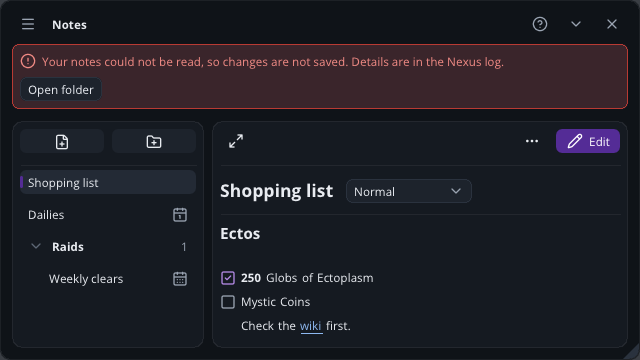 Notes
Your notes could not be read, so changes are not saved. Details are in the Nexus log.
Open folder
Edit
Shopping list
Dailies
1
Raids 1
Weekly clears
Shopping list Normal
Ectos
250 Globs of Ectoplasm
Mystic Coins
Check the wiki first.